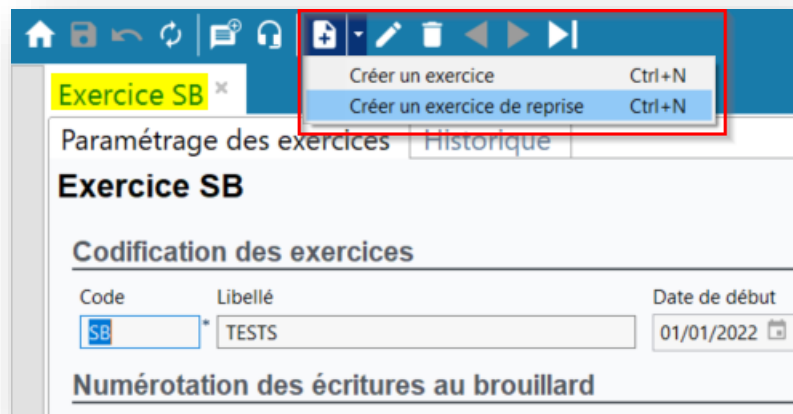 Créer un exercice Ctrl+N
Créer un exercice de reprise Ctrl+N
Exercice SB
Paramétrage des exercices Historique
Exercice SB
Codification des exercices
Code Libellé Date de début
SB * TESTS 01/01/2022
Numérotation des écritures au brouillard